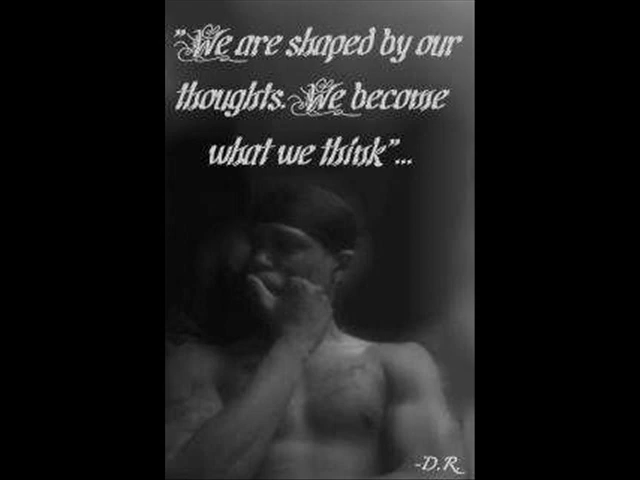 "We are shaped by our
thoughts. We become
what we think"...
-D.R.